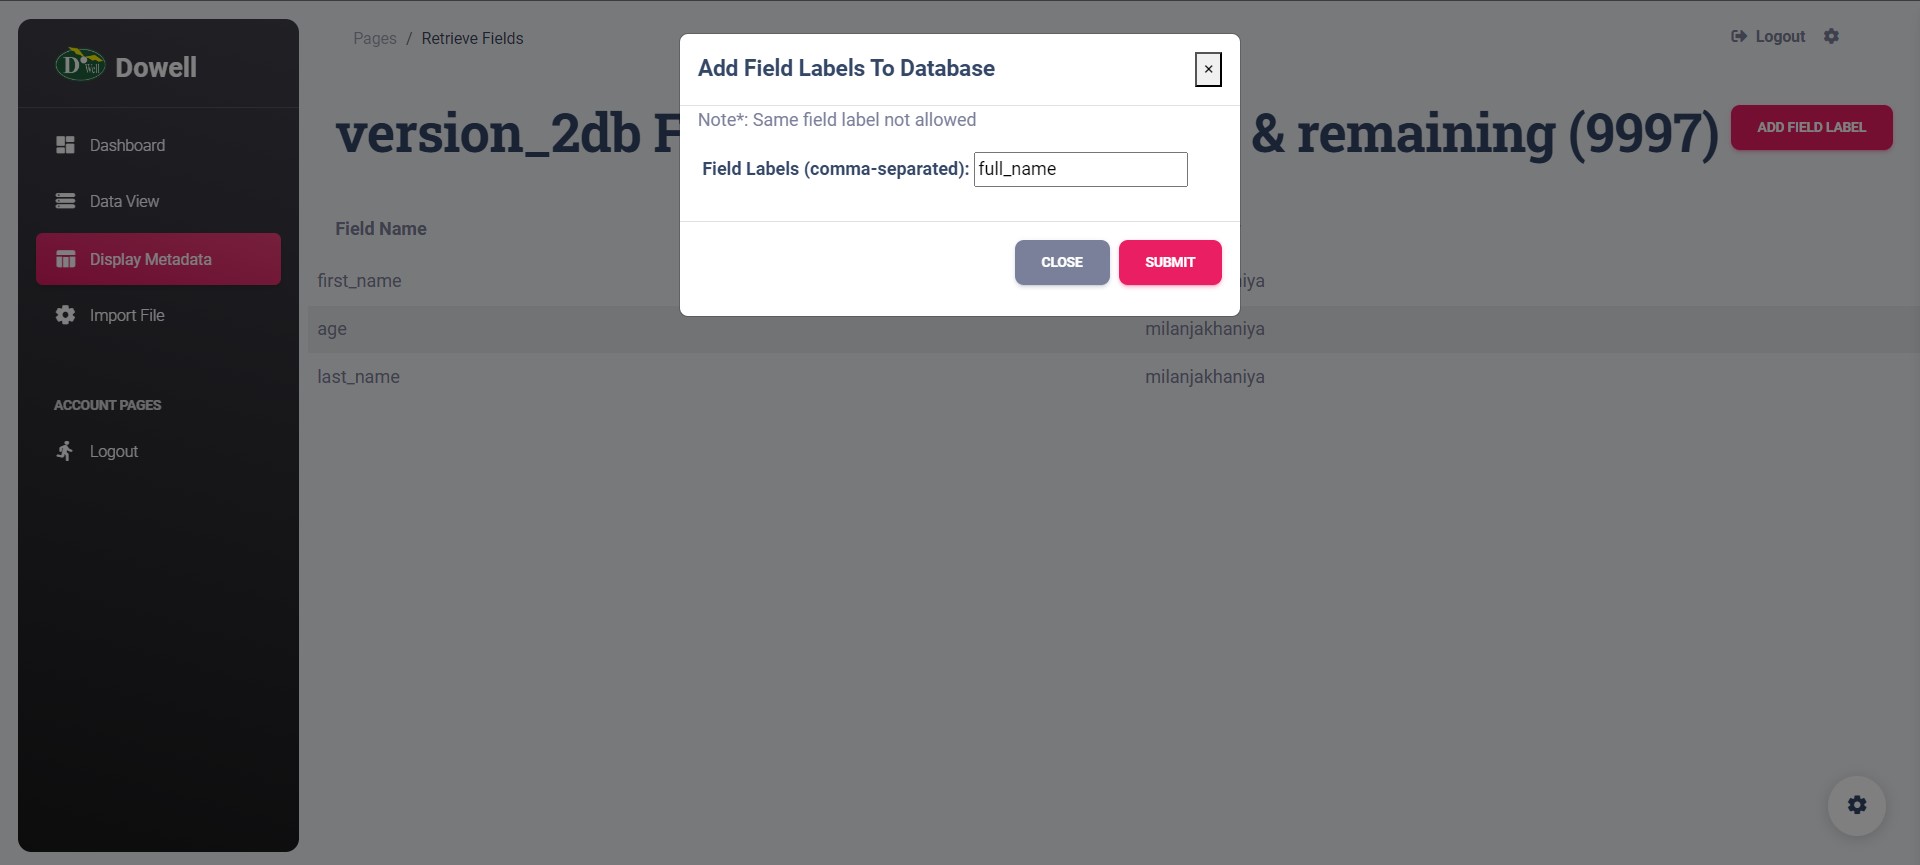 D Well
Dowell
Dashboard
Data View
Display Metadata
Import File
ACCOUNT PAGES
Logout
Pages / Retrieve Fields
Logout
version_2db F
& remaining (9997)
ADD FIELD LABEL
Field Name
first_name
iya
age
milanjakhaniya
last_name
milanjakhaniya
Add Field Labels To Database
×
Note*: Same field label not allowed
Field Labels (comma-separated): full_name
CLOSE
SUBMIT